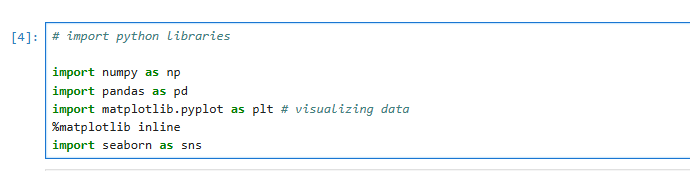 [4]: # import python libraries
import numpy as np
import pandas as pd
import matplotlib.pyplot as plt # visualizing data
%matplotlib inline
import seaborn as sns